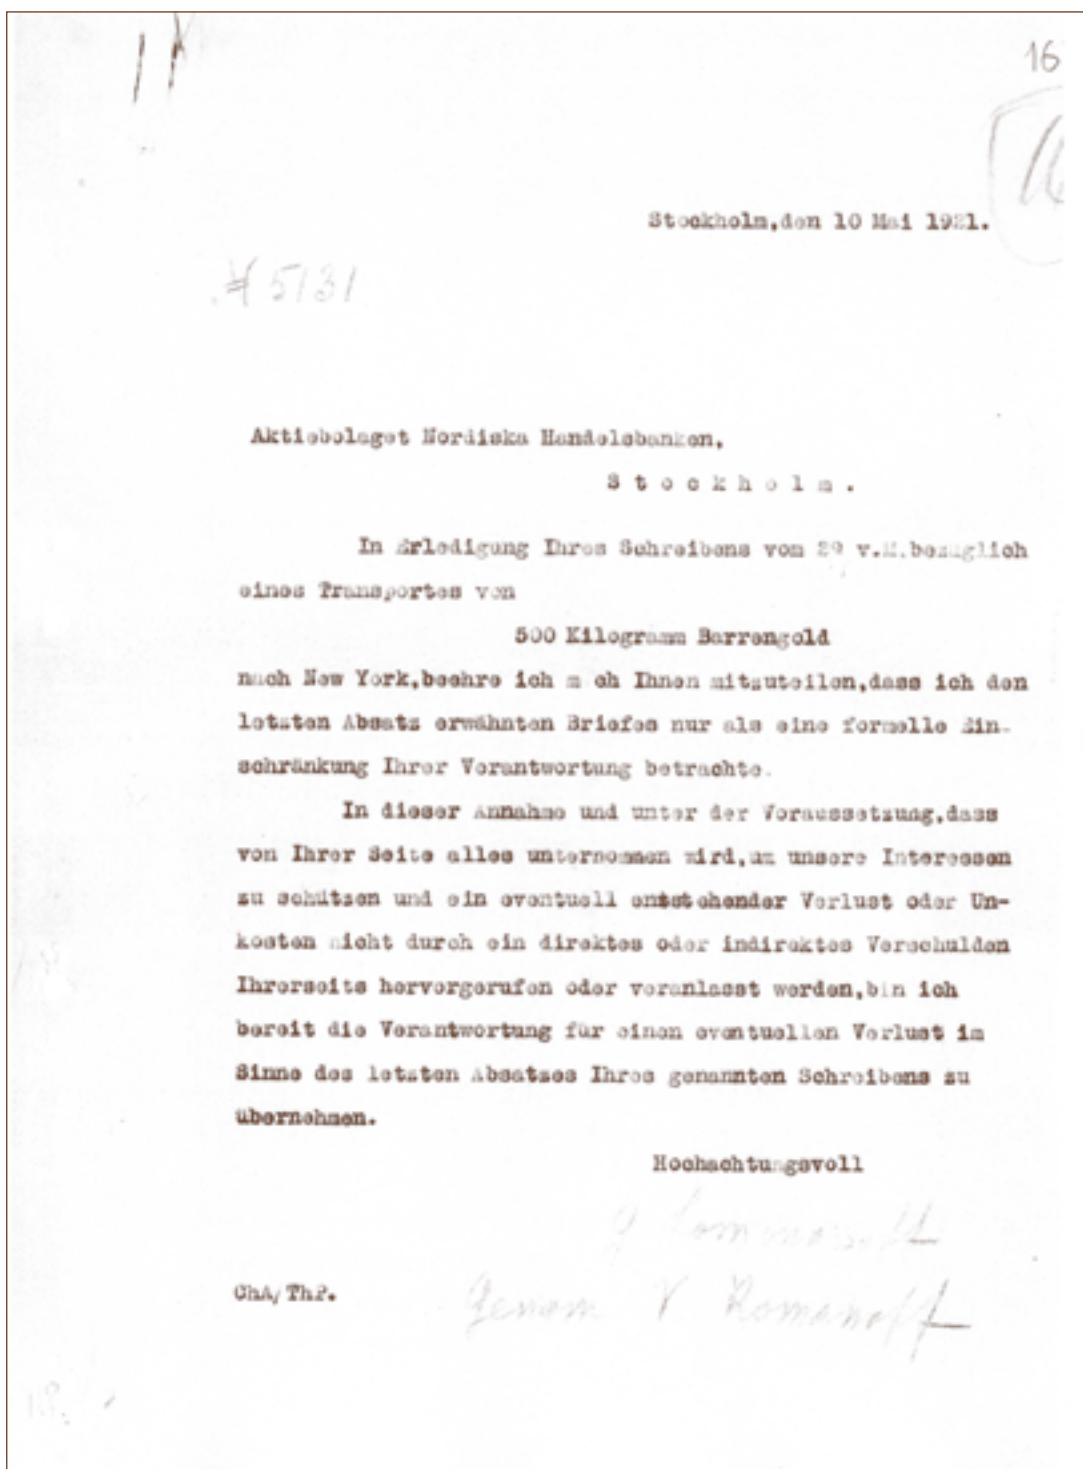 16
Stockholm,den 10 Mai 1921.
# 5131
Aktiebolaget Nordiska Handelsbanken,
S t o c k h o l m .
In Erledigung Ihres Schreibens vom 29 v.M.bezuglich
eines Transportes von
500 Kilogramm Barrengold
nach New York,beehre ich m ch Ihnen mitzuteilen,dass ich den
letzten Absatz erwähnten Briefes nur als eine formelle Ein-
schränkung Ihrer Verantwortung betrachte.
In dieser Annahme und unter der Voraussetzung,dass
von Ihrer Seite alles unternommen wird,um unsere Interessen
zu schützen und ein eventuell entstehender Verlust oder Un-
kosten nicht durch ein direktes oder indirektes Verschulden
Ihrerseits hervorgerufen oder veranlasst werden,bin ich
bereit die Verantwortung für einen eventuellen Verlust im
Sinne des letzten Absatzes Ihres genannten Schreibens zu
übernehmen.
Hochachtungsvoll
ChA/ThP.
Genom V Romanoff
18.